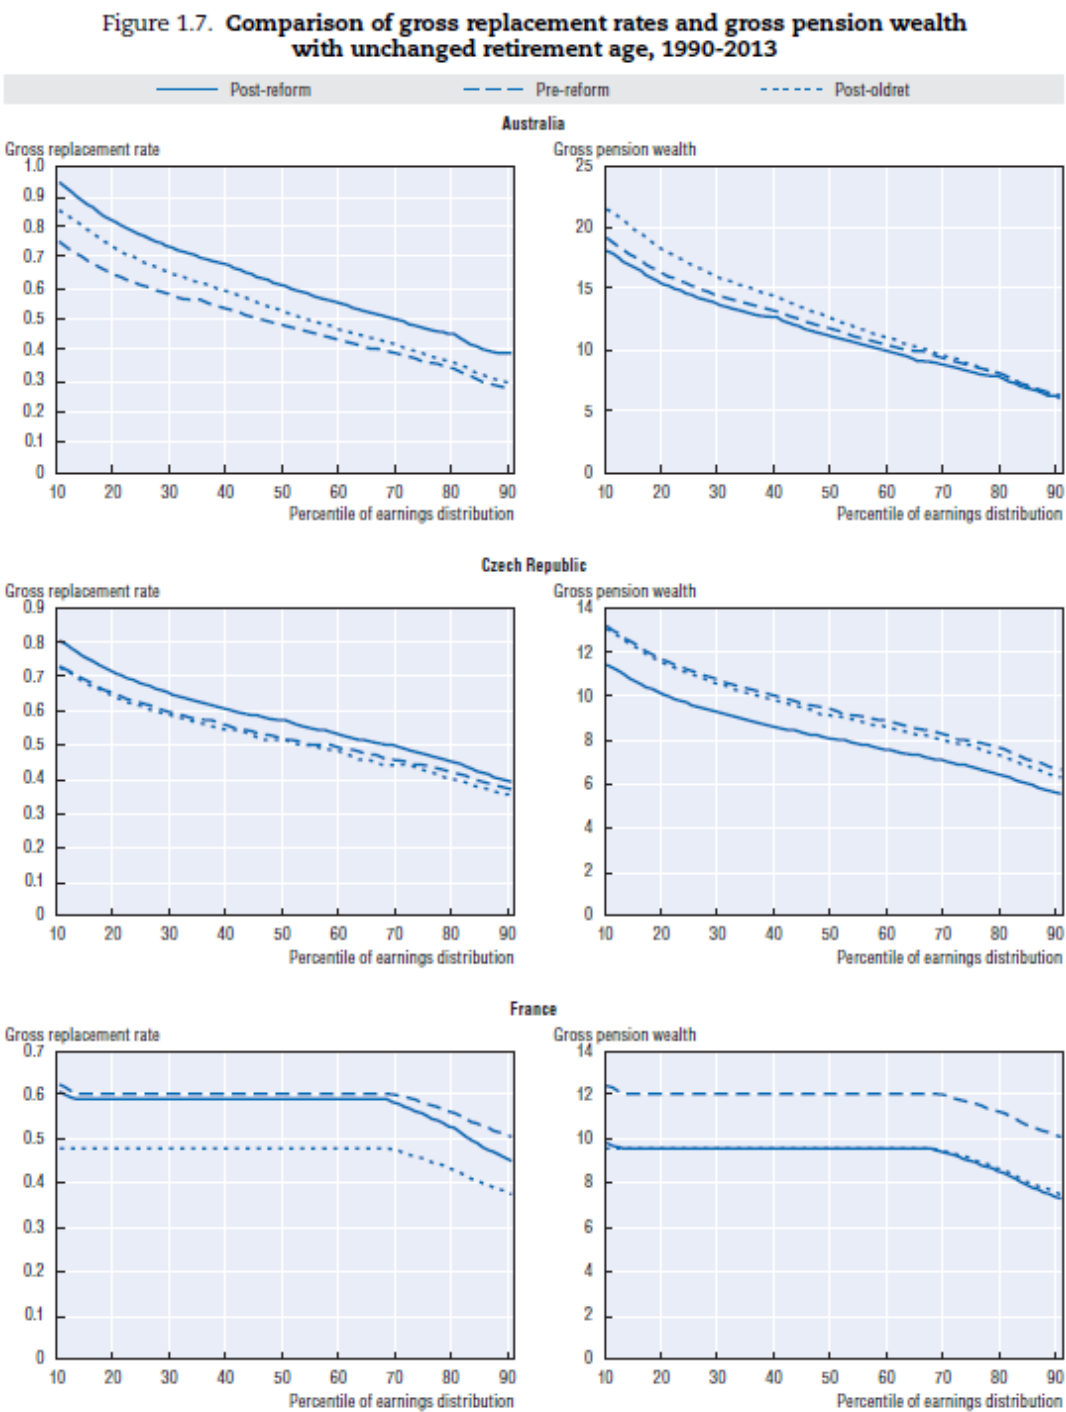 Figure 1.7. Comparison of gross replacement rates and gross pension wealth
with unchanged retirement age, 1990-2013
Post-reform Pre-reform Post-oldret
Australia
Gross replacement rate
1.0
0.9
0.8
0.7
0.6
0.5
0.4
0.3
0.2
0.1
0
10 20 30 40 50 60 70 80 90
Percentile of earnings distribution
Gross pension wealth
25
20
15
10
5
0
10 20 30 40 50 60 70 80 90
Percentile of earnings distribution
Czech Republic
Gross replacement rate
0.9
0.8
0.7
0.6
0.5
0.4
0.3
0.2
0.1
0
10 20 30 40 50 60 70 80 90
Percentile of earnings distribution
Gross pension wealth
14
12
10
8
6
4
2
0
10 20 30 40 50 60 70 80 90
Percentile of earnings distribution
France
Gross replacement rate
0.7
0.6
0.5
0.4
0.3
0.2
0.1
0
10 20 30 40 50 60 70 80 90
Percentile of earnings distribution
Gross pension wealth
14
12
10
8
6
4
2
0
10 20 30 40 50 60 70 80 90
Percentile of earnings distribution